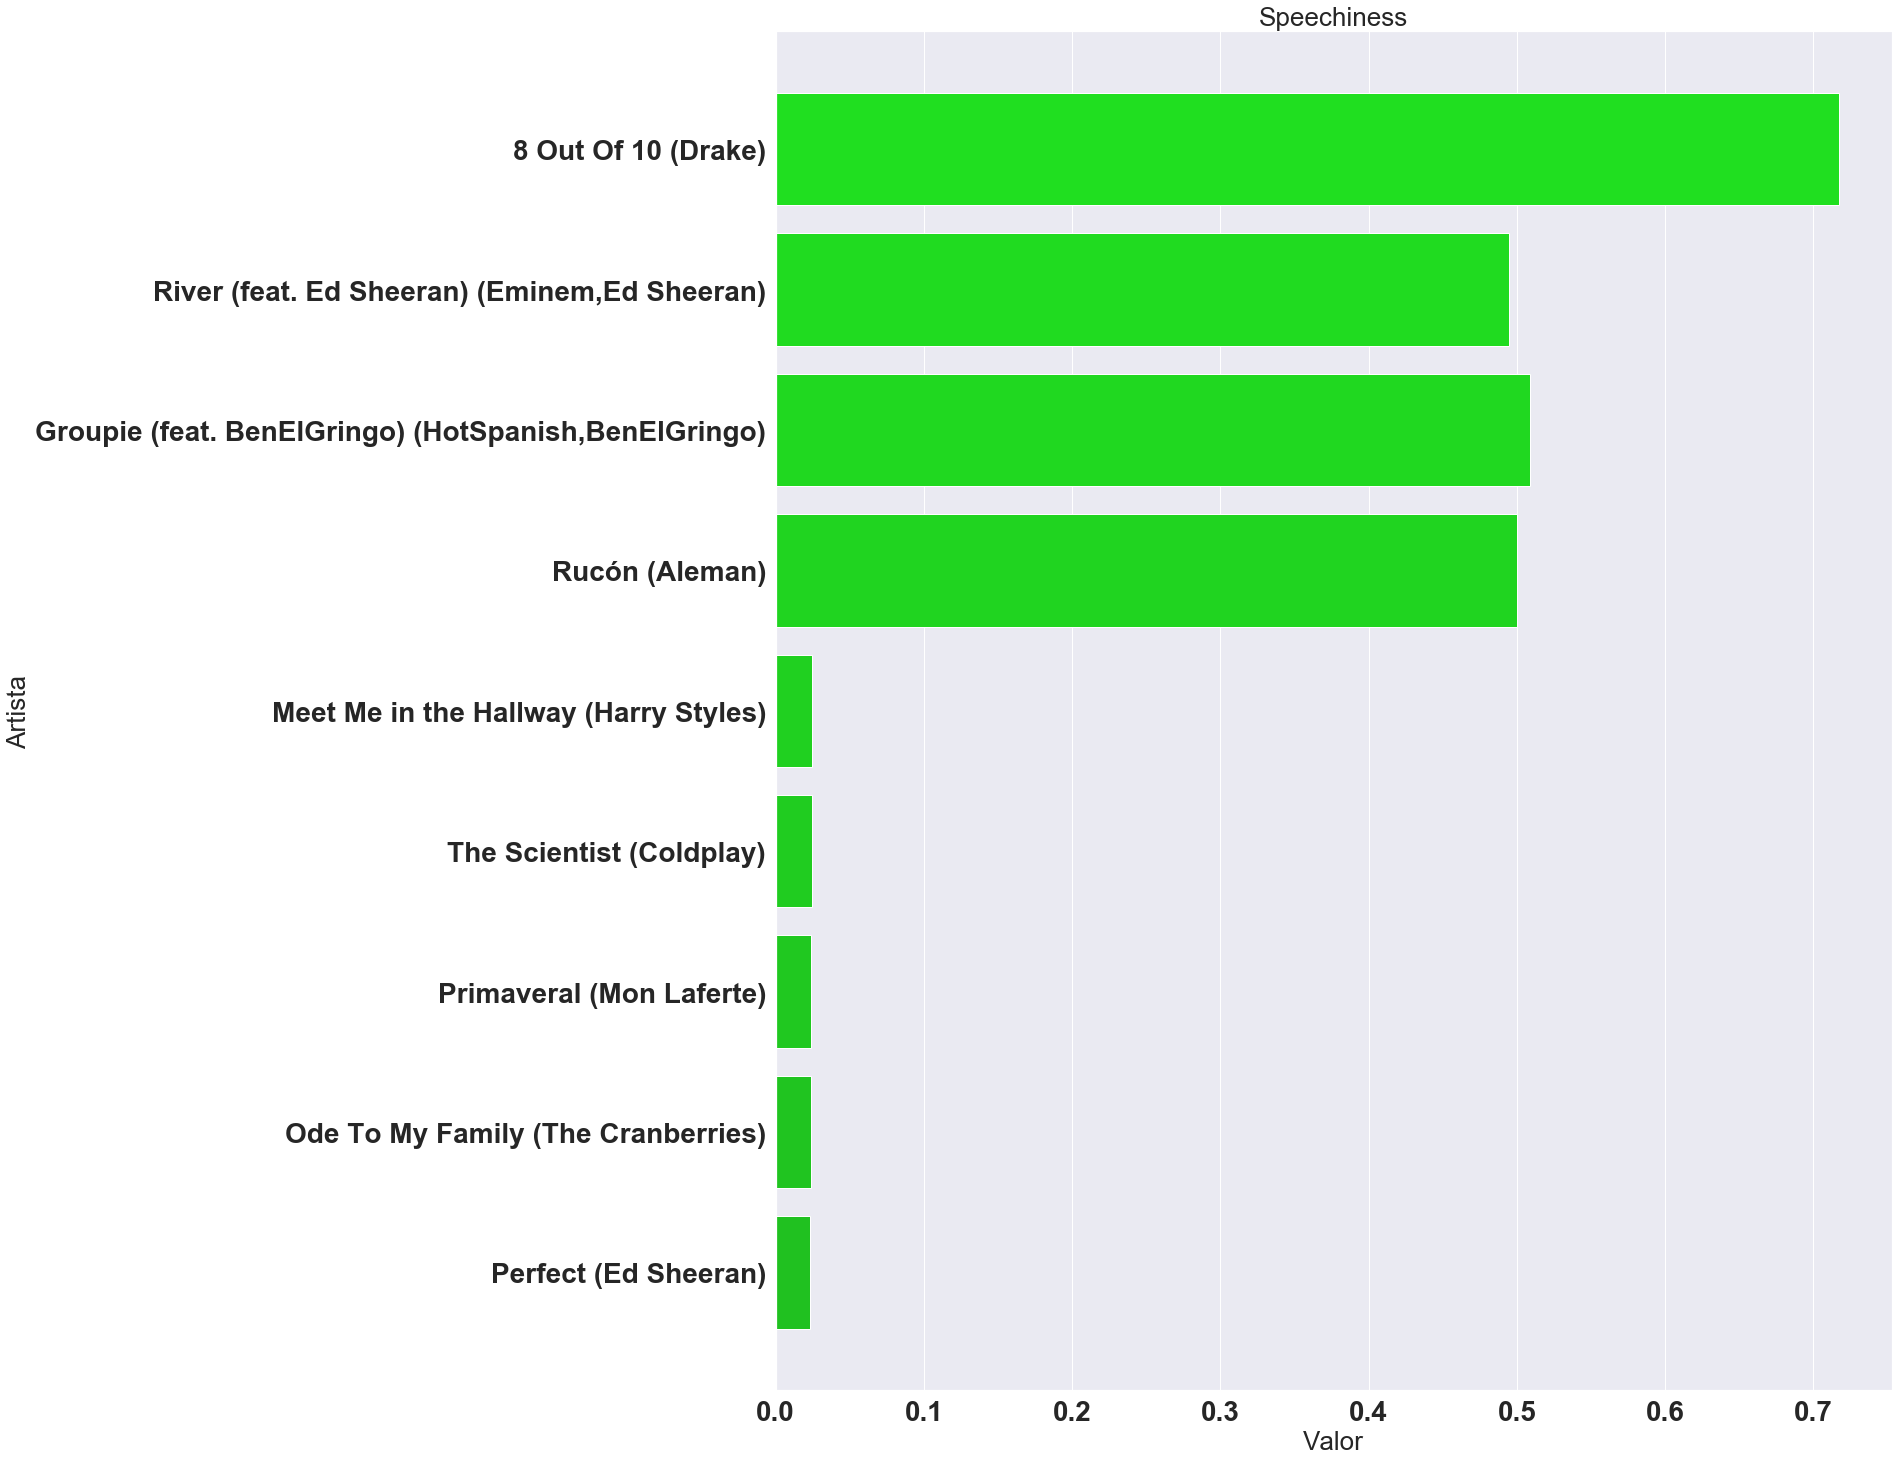 Speechiness
8 Out Of 10 (Drake)
River (feat. Ed Sheeran) (Eminem,Ed Sheeran)
Groupie (feat. BenElGringo) (HotSpanish,BenElGringo)
Rucón (Aleman)
Meet Me in the Hallway (Harry Styles)
The Scientist (Coldplay)
Primaveral (Mon Laferte)
Ode To My Family (The Cranberries)
Perfect (Ed Sheeran)
Artista
0.0 0.1 0.2 0.3 0.4 0.5 0.6 0.7
Valor